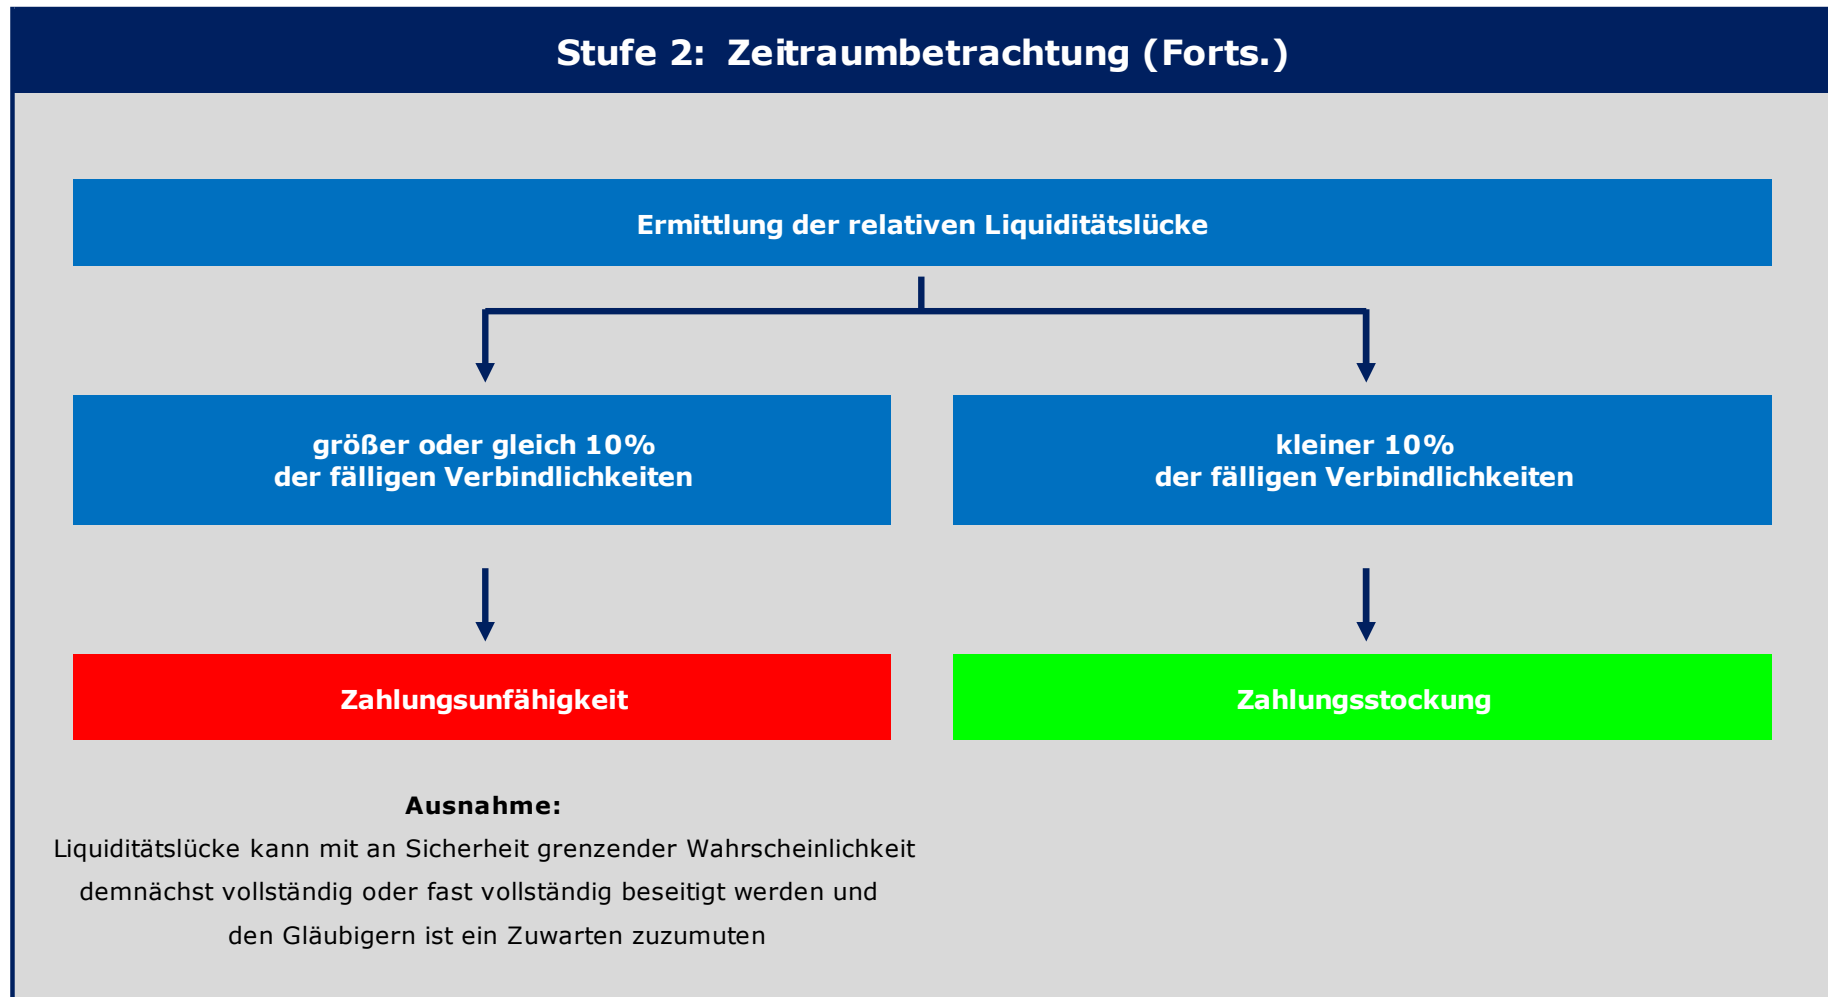 Stufe 2: Zeitraumbetrachtung (Forts.)
Ermittlung der relativen Liquiditätslücke
größer oder gleich 10%
der fälligen Verbindlichkeiten
kleiner 10%
der fälligen Verbindlichkeiten
Zahlungsunfähigkeit
Zahlungsstockung
Ausnahme:
Liquiditätslücke kann mit an Sicherheit grenzender Wahrscheinlichkeit
demnächst vollständig oder fast vollständig beseitigt werden und
den Gläubigern ist ein Zuwarten zuzumuten